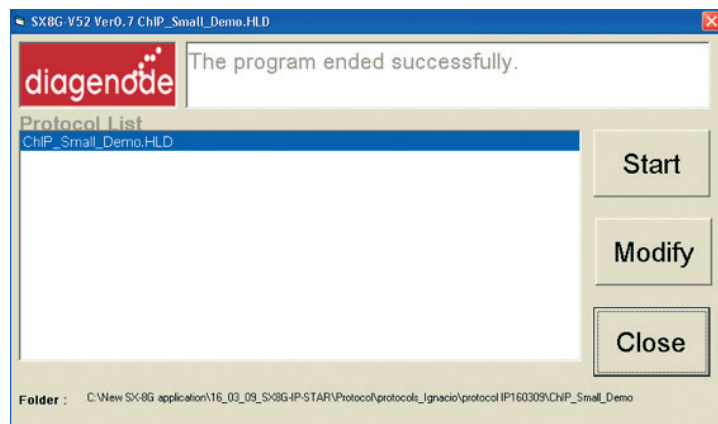 SX8G-V52 Ver0.7 ChIP_Small_Demo.HLD
diagenode
The program ended successfully.
Protocol List
ChIP_Small_Demo.HLD
Start
Modify
Close
Folder : C:\New SX-8G application\16_03_09_SX8G-IP-STAR\Protocol\protocols_Ignacio\protocol IP160309\ChIP_Small_Demo